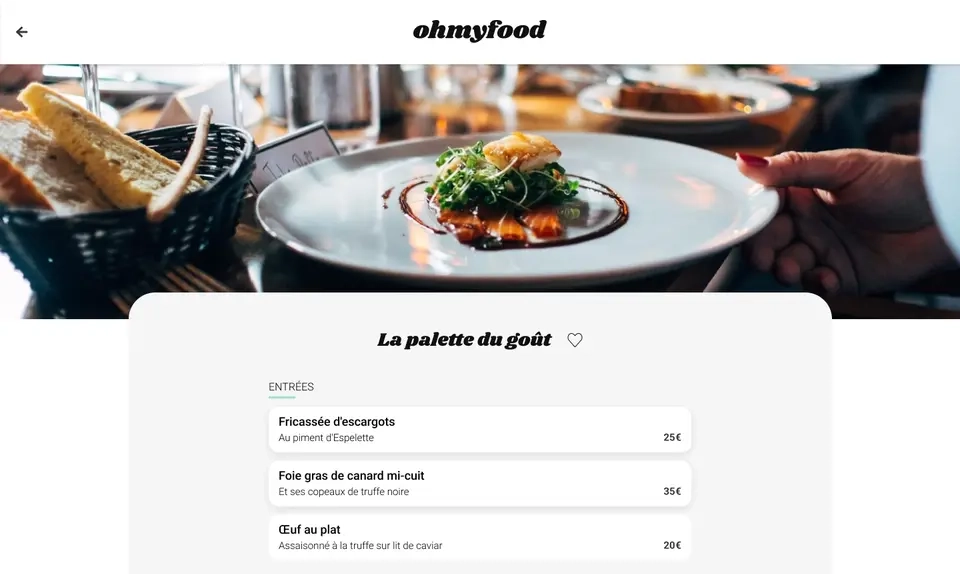 ohmyfood
La palette du goût
ENTRÉES
Fricassée d'escargots
Au piment d'Espelette
25€
Foie gras de canard mi-cuit
Et ses copeaux de truffe noire
35€
Œuf au plat
Assaisonné à la truffe sur lit de caviar
20€